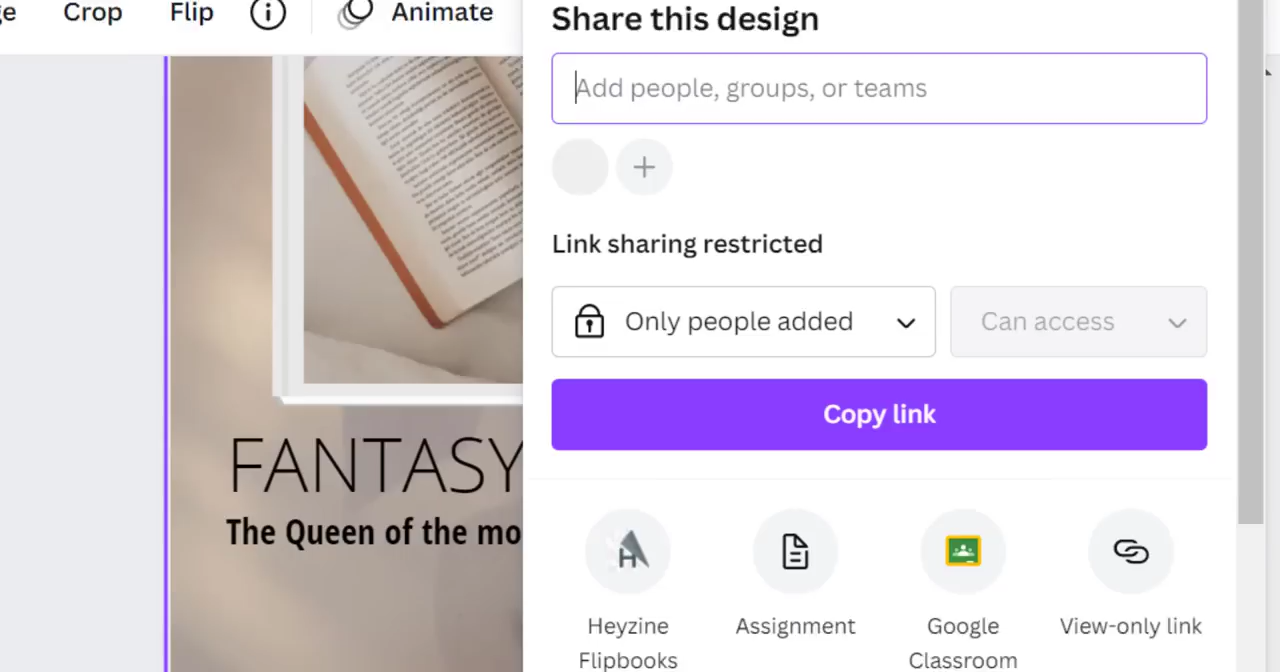 Crop Flip Animate
Share this design
Add people, groups, or teams
Link sharing restricted
Only people added
Can access
Copy link
FANTASY
The Queen of the mo
Heyzine
Flipbooks
Assignment
Google
Classroom
View-only link